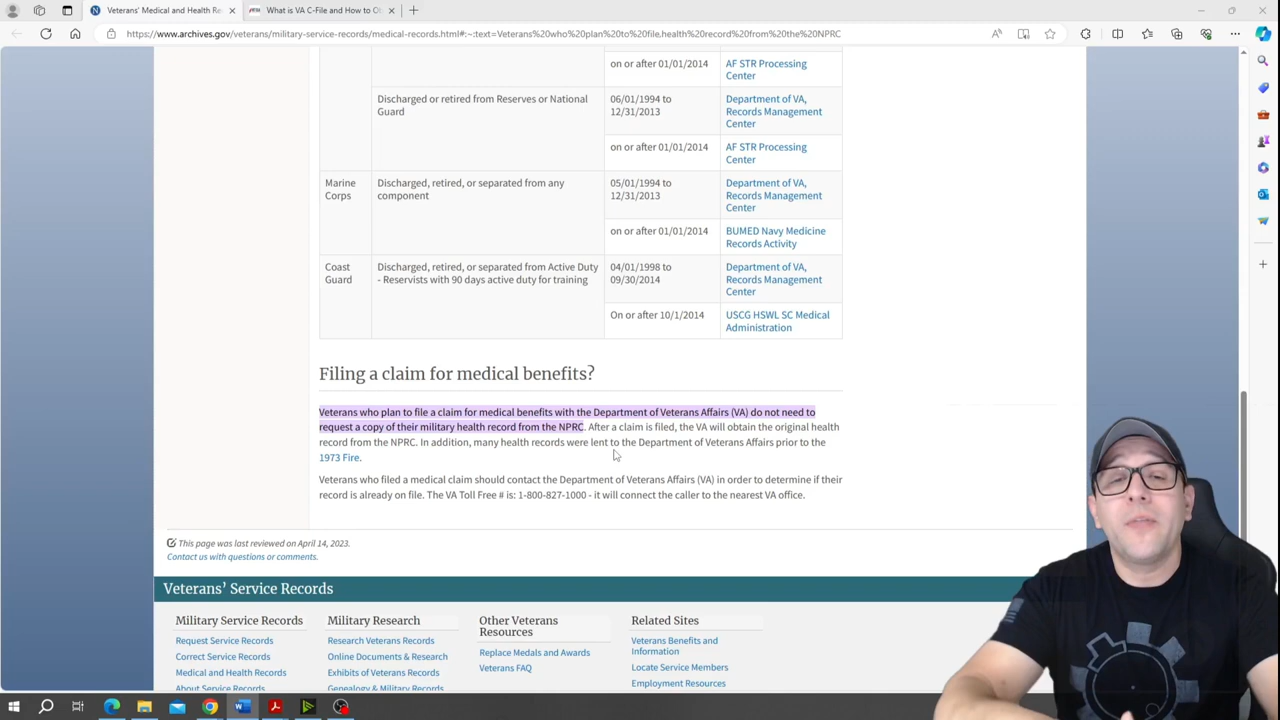 Veterans' Medical and Health Re
What is VA C-File and How to O
https://www.archives.gov/veterans/military-service-records/medical-records.html#:~:text=Veterans%20who%20plan%20to%20file,health%20record%20from%20the%20NPRC
on or after 01/01/2014
AF STR Processing
Center
Discharged or retired from Reserves or National
Guard
06/01/1994 to
12/31/2013
Department of VA,
Records Management
Center
on or after 01/01/2014
AF STR Processing
Center
Marine
Corps
Discharged, retired, or separated from any
component
05/01/1994 to
12/31/2013
Department of VA,
Records Management
Center
on or after 01/01/2014
BUMED Navy Medicine
Records Activity
Coast
Guard
Discharged, retired, or separated from Active Duty
- Reservists with 90 days active duty for training
04/01/1998 to
09/30/2014
Department of VA,
Records Management
Center
On or after 10/1/2014
USCG HSWL SC Medical
Administration
Filing a claim for medical benefits?
Veterans who plan to file a claim for medical benefits with the Department of Veterans Affairs (VA) do not need to
request a copy of their military health record from the NPRC. After a claim is filed, the VA will obtain the original health
record from the NPRC. In addition, many health records were lent to the Department of Veterans Affairs prior to the
1973 Fire.
Veterans who filed a medical claim should contact the Department of Veterans Affairs (VA) in order to determine if their
record is already on file. The VA Toll Free # is: 1-800-827-1000 - it will connect the caller to the nearest VA office.
This page was last reviewed on April 14, 2023.
Contact us with questions or comments.
Veterans' Service Records
Military Service Records
Request Service Records
Correct Service Records
Medical and Health Records
About Service Records
Military Research
Research Veterans Records
Online Documents & Research
Exhibits of Veterans Records
Genealogy & Military Records
Other Veterans
Resources
Replace Medals and Awards
Veterans FAQ
Related Sites
Veterans Benefits and
Information
Locate Service Members
Employment Resources